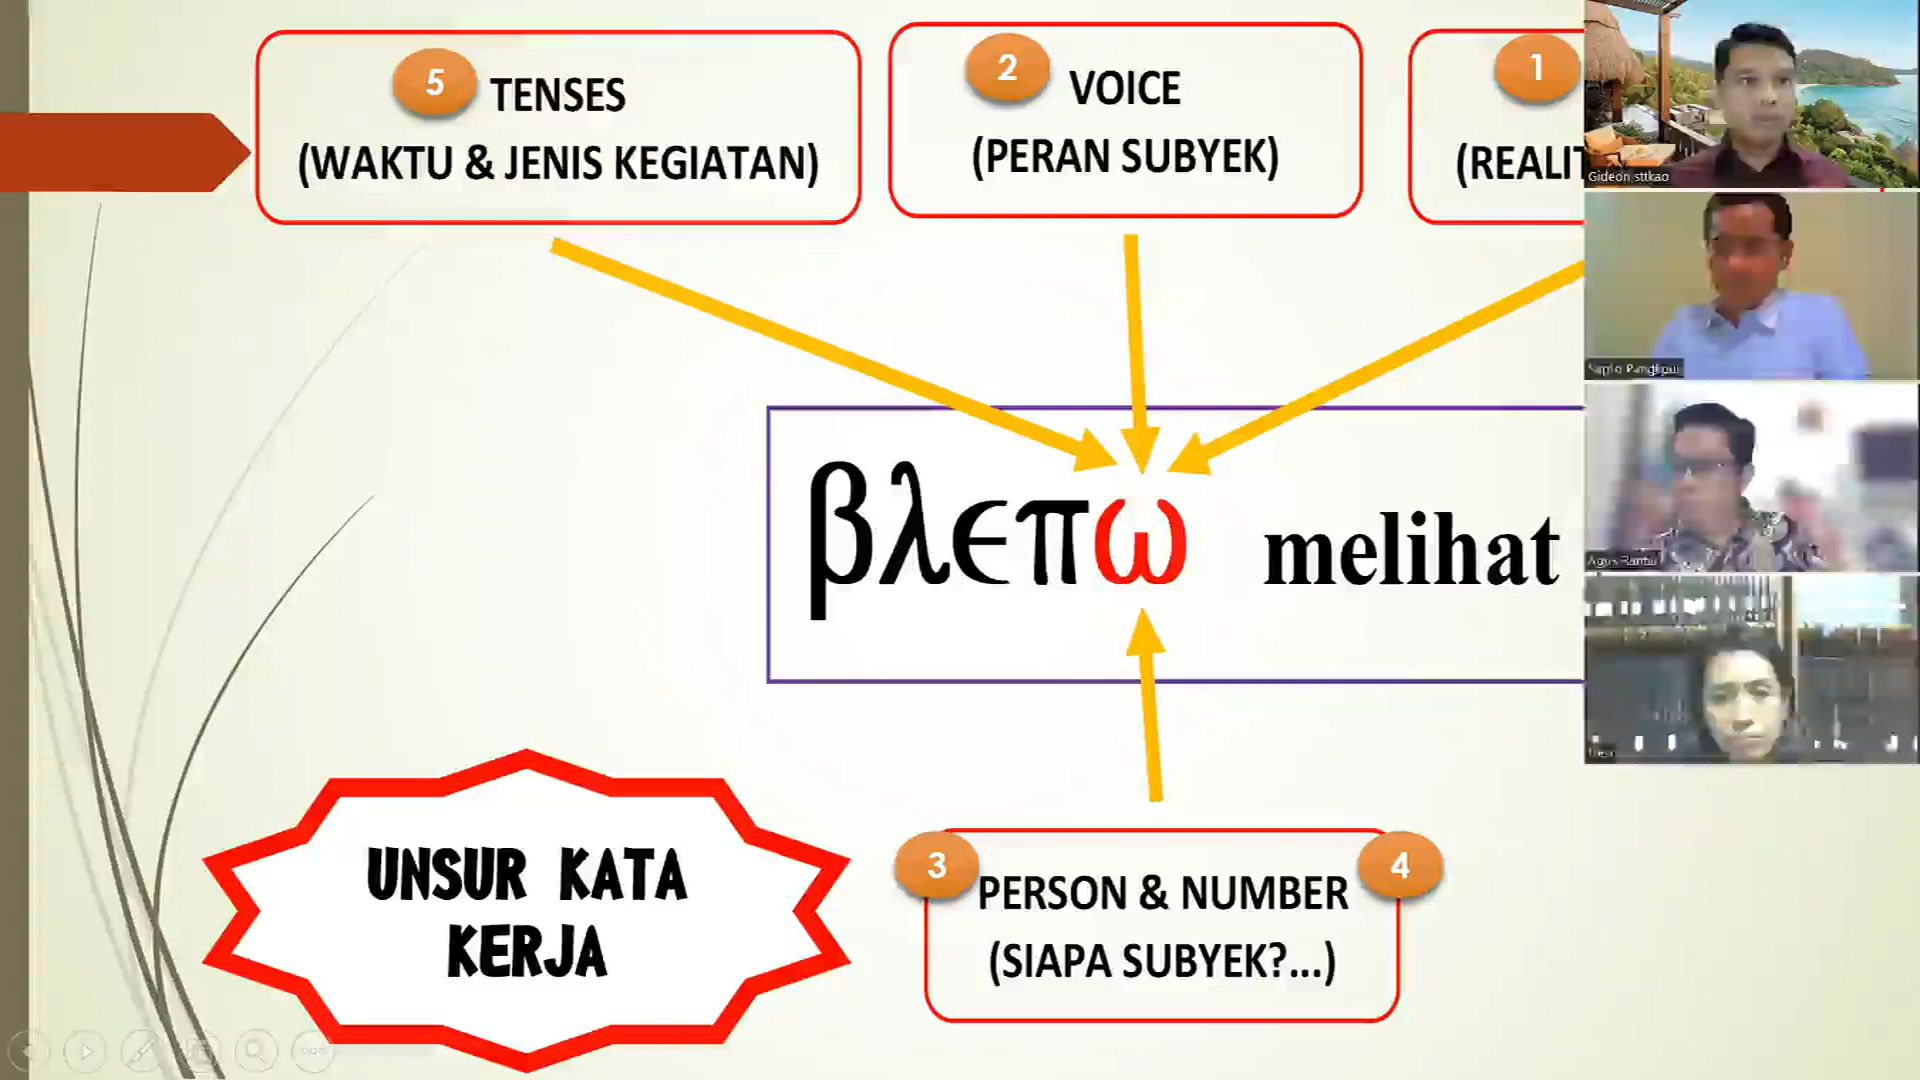 5 TENSES
(WAKTU & JENIS KEGIATAN)
2 VOICE
(PERAN SUBYEK)
1
(REALIT
βλεπω melihat
UNSUR KATA
KERJA
3 PERSON & NUMBER 4
(SIAPA SUBYEK?...)
Gideon sttkao